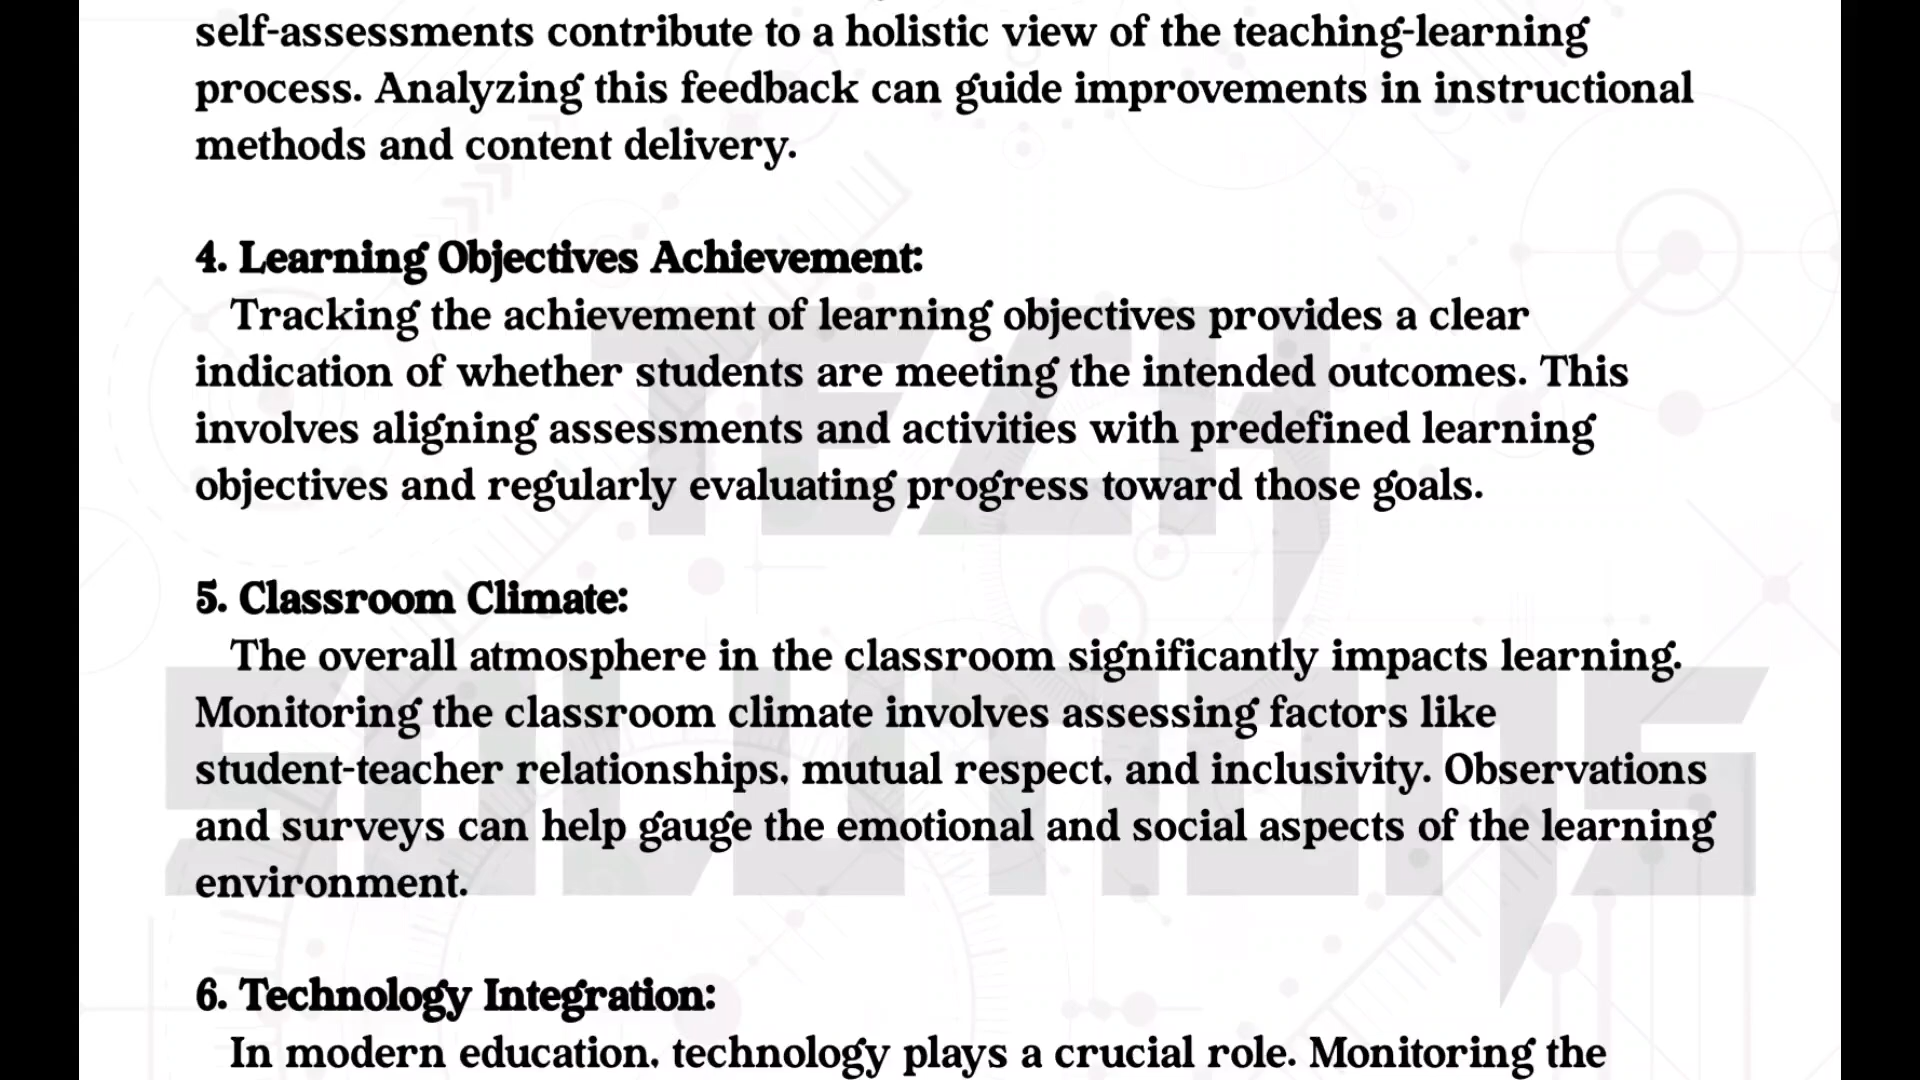 self-assessments contribute to a holistic view of the teaching-learning
process. Analyzing this feedback can guide improvements in instructional
methods and content delivery.
4. Learning Objectives Achievement:
Tracking the achievement of learning objectives provides a clear
indication of whether students are meeting the intended outcomes. This
involves aligning assessments and activities with predefined learning
objectives and regularly evaluating progress toward those goals.
5. Classroom Climate:
The overall atmosphere in the classroom significantly impacts learning.
Monitoring the classroom climate involves assessing factors like
student-teacher relationships, mutual respect, and inclusivity. Observations
and surveys can help gauge the emotional and social aspects of the learning
environment.
6. Technology Integration:
In modern education, technology plays a crucial role. Monitoring the
TECH
SOLUTIONS